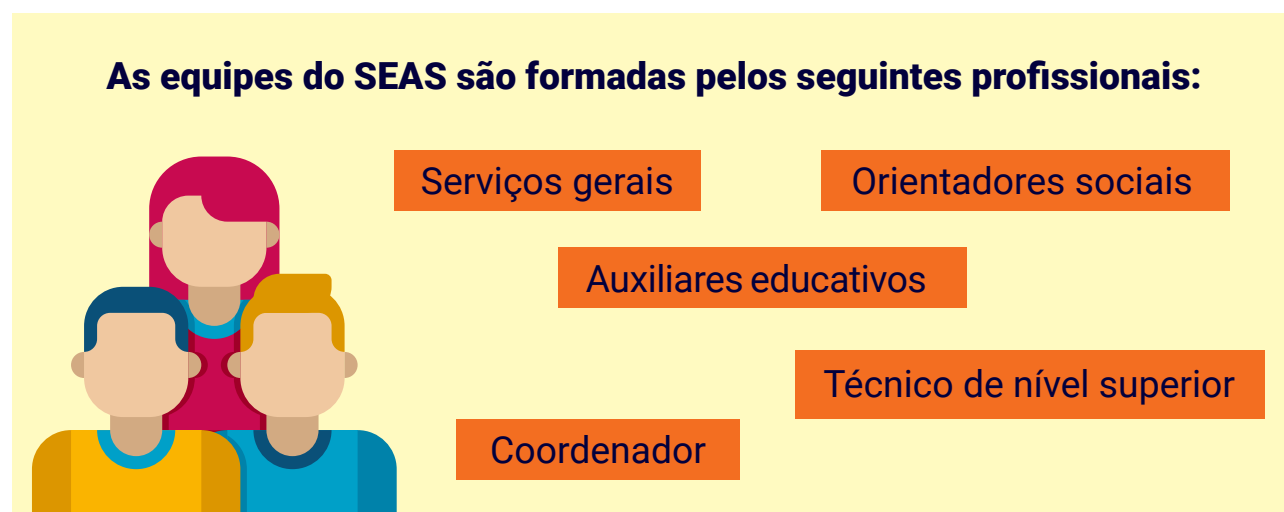 As equipes do SEAS são formadas pelos seguintes profissionais:
Serviços gerais
Orientadores sociais
Auxiliares educativos
Técnico de nível superior
Coordenador